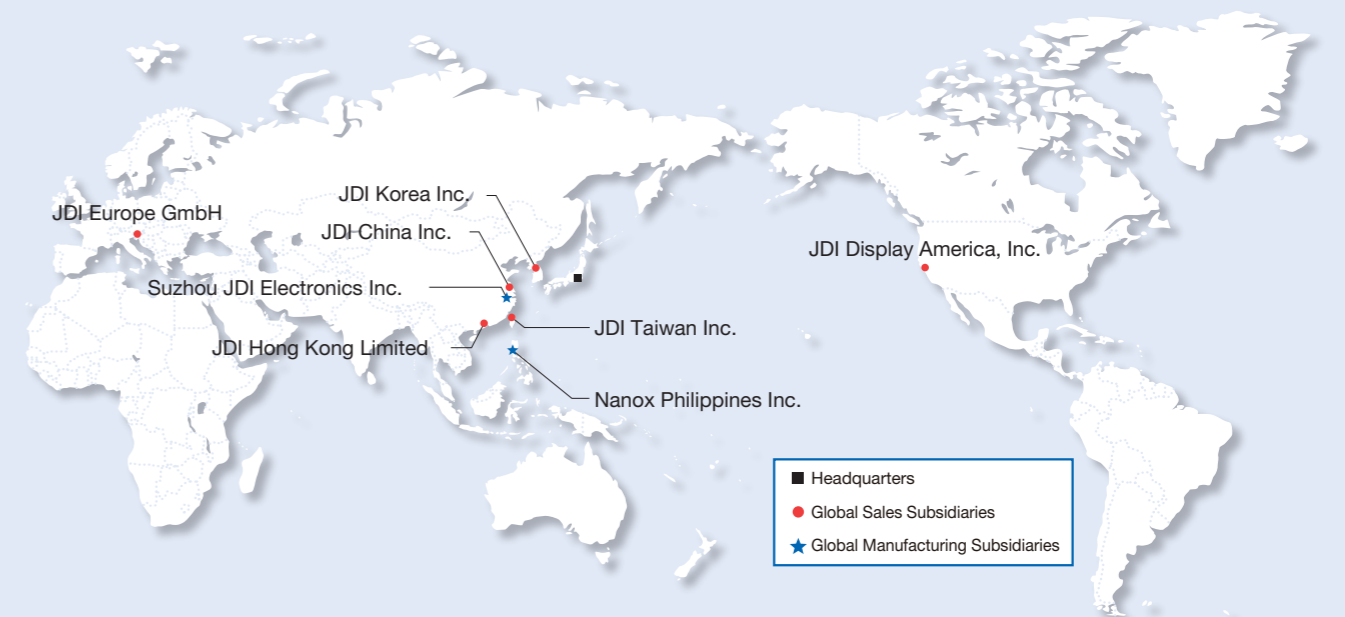 JDI Korea Inc.
JDI Europe GmbH
JDI China Inc.
JDI Display America, Inc.
Suzhou JDI Electronics Inc.
JDI Taiwan Inc.
JDI Hong Kong Limited
Nanox Philippines Inc.
Headquarters
Global Sales Subsidiaries
Global Manufacturing Subsidiaries